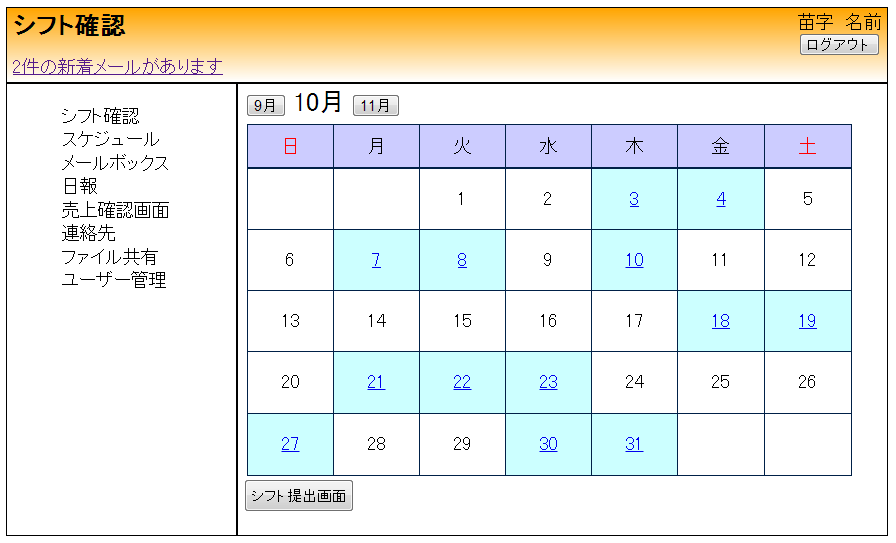 シフト確認
苗字 名前
ログアウト
2件の新着メールがあります
シフト確認
スケジュール
メールボックス
日報
売上確認画面
連絡先
ファイル共有
ユーザー管理
9月 10月 11月
日 月 火 水 木 金 土
1 2 3 4 5
6 7 8 9 10 11 12
13 14 15 16 17 18 19
20 21 22 23 24 25 26
27 28 29 30 31
シフト提出画面